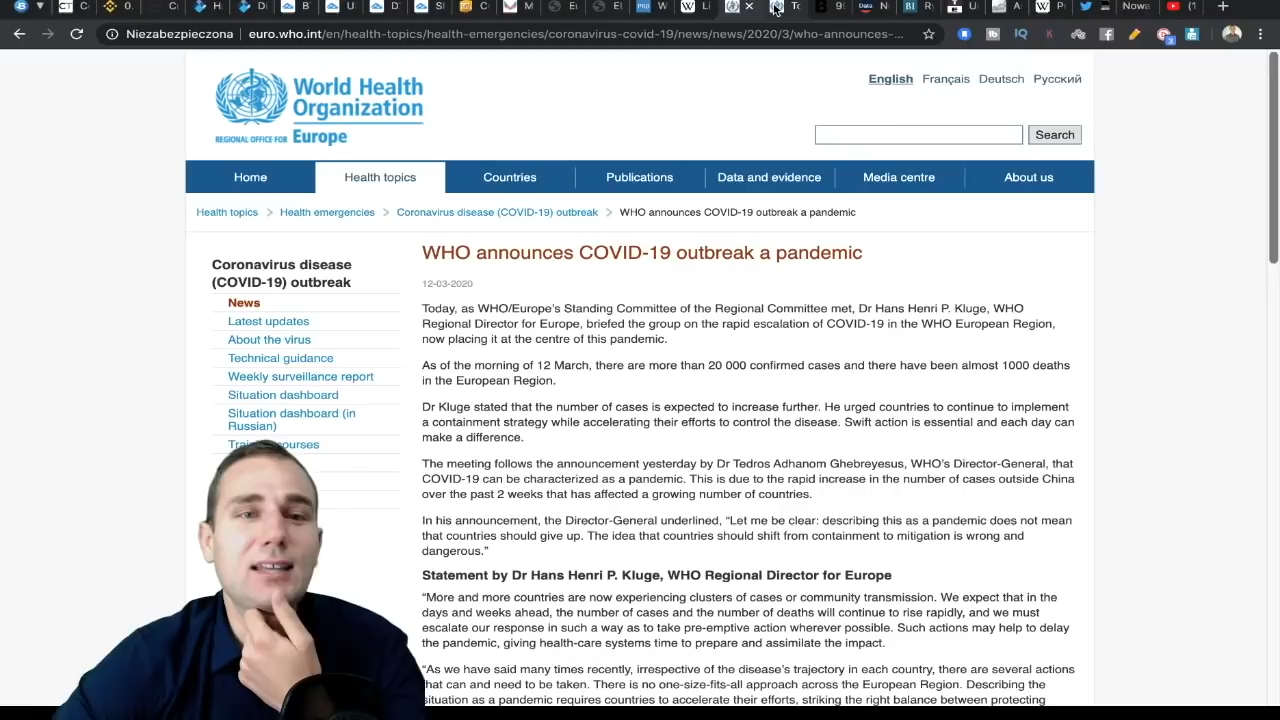 Niezabezpieczona
euro.who.int/en/health-topics/health-emergencies/coronavirus-covid-19/news/news/2020/3/who-announces-...
World Health
Organization
REGIONAL OFFICE FOR Europe
English Français Deutsch Русский
Search
Home Health topics Countries Publications Data and evidence Media centre About us
Health topics > Health emergencies > Coronavirus disease (COVID-19) outbreak > WHO announces COVID-19 outbreak a pandemic
Coronavirus disease
(COVID-19) outbreak
News
Latest updates
About the virus
Technical guidance
Weekly surveillance report
Situation dashboard
Situation dashboard (in
Russian)
WHO announces COVID-19 outbreak a pandemic
12-03-2020
Today, as WHO/Europe's Standing Committee of the Regional Committee met, Dr Hans Henri P. Kluge, WHO
Regional Director for Europe, briefed the group on the rapid escalation of COVID-19 in the WHO European Region,
now placing it at the centre of this pandemic.
As of the morning of 12 March, there are more than 20 000 confirmed cases and there have been almost 1000 deaths
in the European Region.
Dr Kluge stated that the number of cases is expected to increase further. He urged countries to continue to implement
a containment strategy while accelerating their efforts to control the disease. Swift action is essential and each day can
make a difference.
The meeting follows the announcement yesterday by Dr Tedros Adhanom Ghebreyesus, WHO's Director-General, that
COVID-19 can be characterized as a pandemic. This is due to the rapid increase in the number of cases outside China
over the past 2 weeks that has affected a growing number of countries.
In his announcement, the Director-General underlined, “Let me be clear: describing this as a pandemic does not mean
that countries should give up. The idea that countries should shift from containment to mitigation is wrong and
dangerous.”
Statement by Dr Hans Henri P. Kluge, WHO Regional Director for Europe
“More and more countries are now experiencing clusters of cases or community transmission. We expect that in the
days and weeks ahead, the number of cases and the number of deaths will continue to rise rapidly, and we must
escalate our response in such a way as to take pre-emptive action wherever possible. Such actions may help to delay
the pandemic, giving health-care systems time to prepare and assimilate the impact.
“As we have said many times recently, irrespective of the disease's trajectory in each country, there are several actions
that can and need to be taken. There is no one-size-fits-all approach across the European Region. Describing the
situation as a pandemic requires countries to accelerate their efforts, striking the right balance between protecting